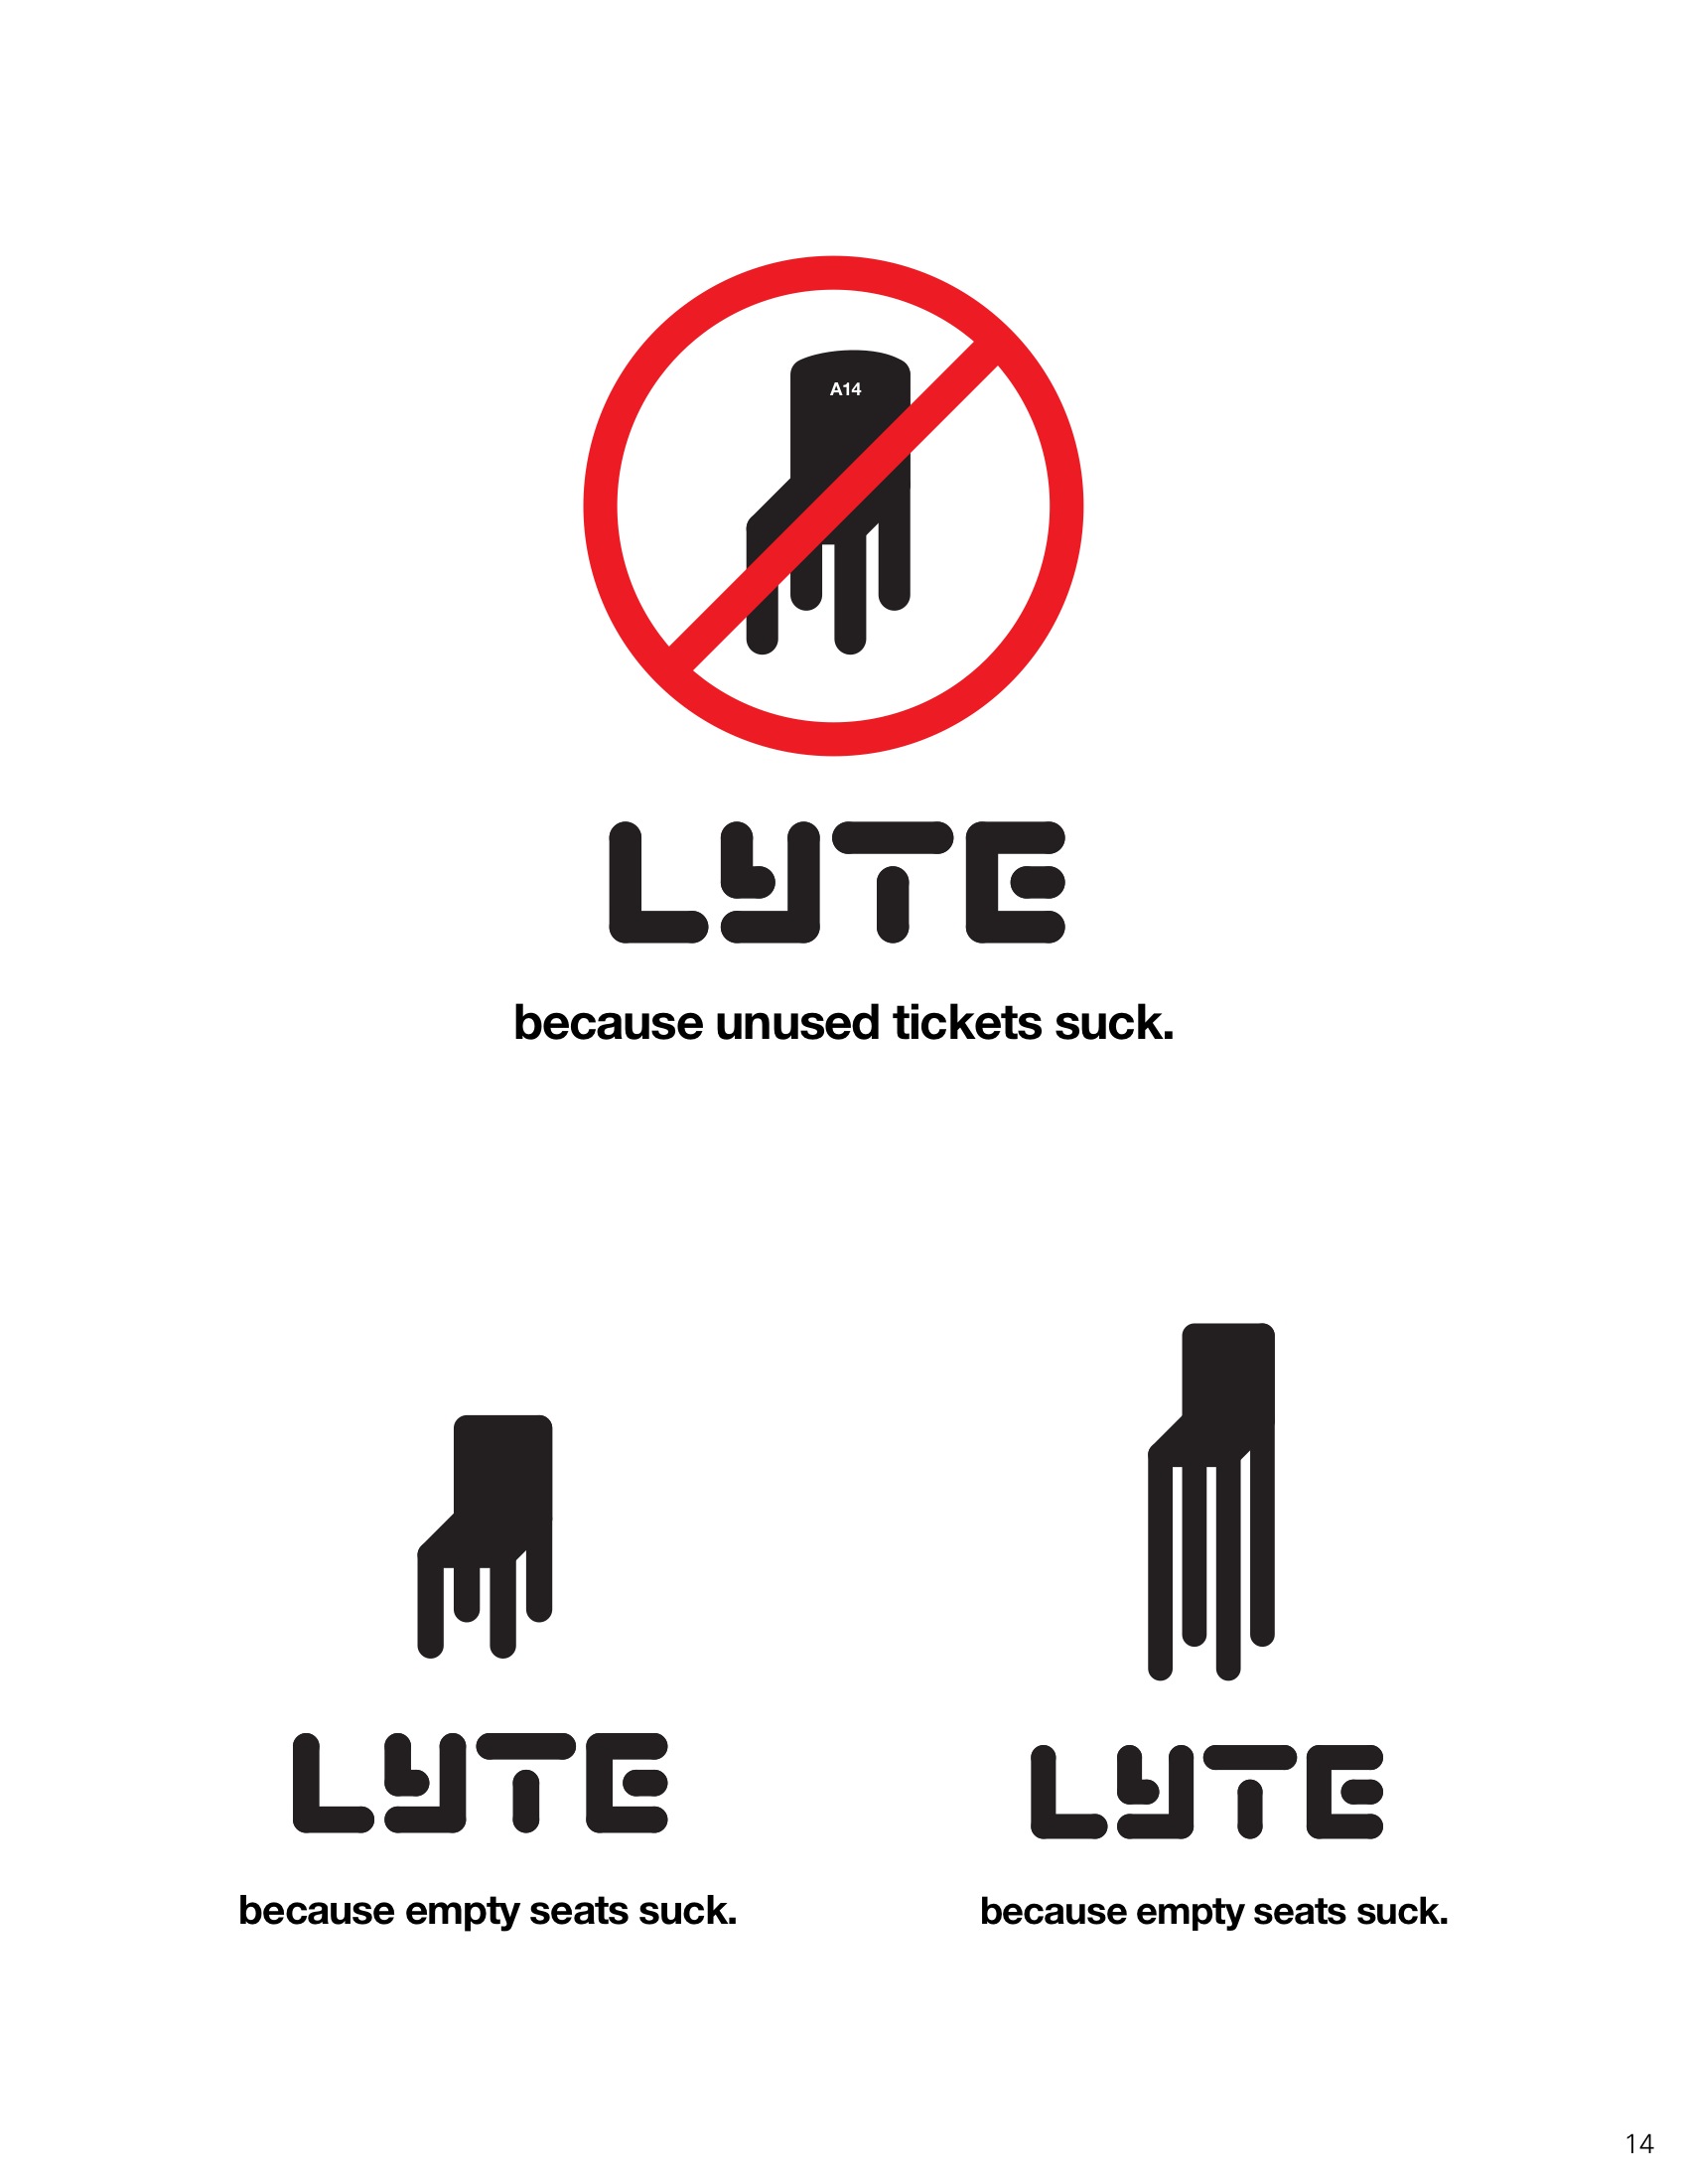 A14
LYTE
because unused tickets suck.
LYTE
because empty seats suck.
LYTE
because empty seats suck.
14